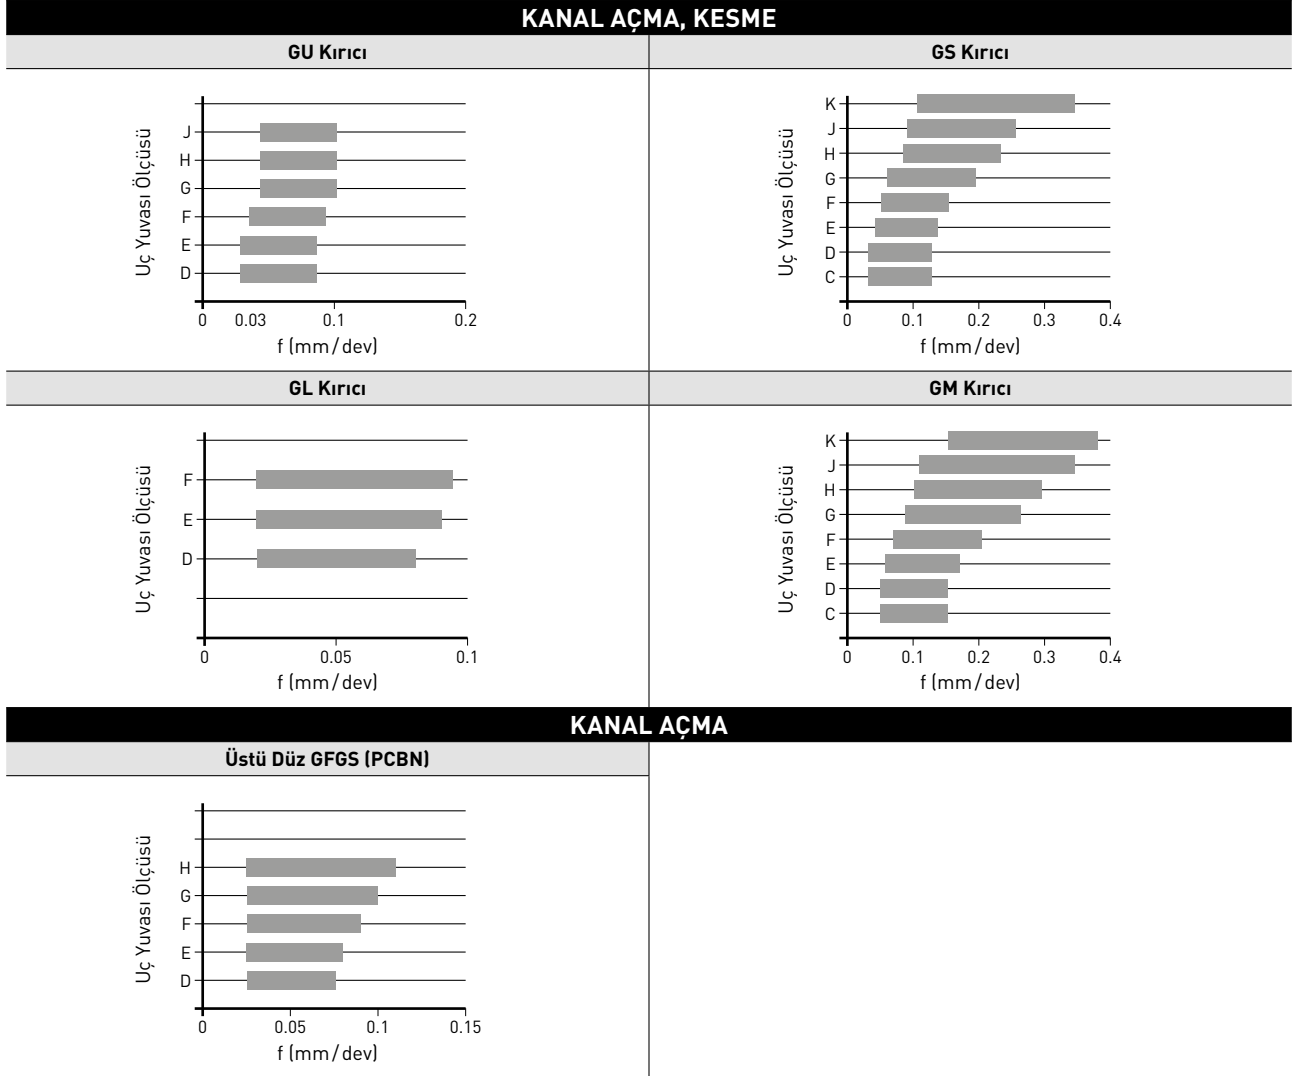 KANAL AÇMA, KESME
GU Kırıcı
Uç Yuvası Ölçüsü
J
H
G
F
E
D
0 0.03 0.1 0.2
f (mm/dev)
GS Kırıcı
Uç Yuvası Ölçüsü
K
J
H
G
F
E
D
C
0 0.1 0.2 0.3 0.4
f (mm/dev)
GL Kırıcı
Uç Yuvası Ölçüsü
F
E
D
0 0.05 0.1
f (mm/dev)
GM Kırıcı
Uç Yuvası Ölçüsü
K
J
H
G
F
E
D
C
0 0.1 0.2 0.3 0.4
f (mm/dev)
KANAL AÇMA
Üstü Düz GFGS (PCBN)
Uç Yuvası Ölçüsü
H
G
F
E
D
0 0.05 0.1 0.15
f (mm/dev)